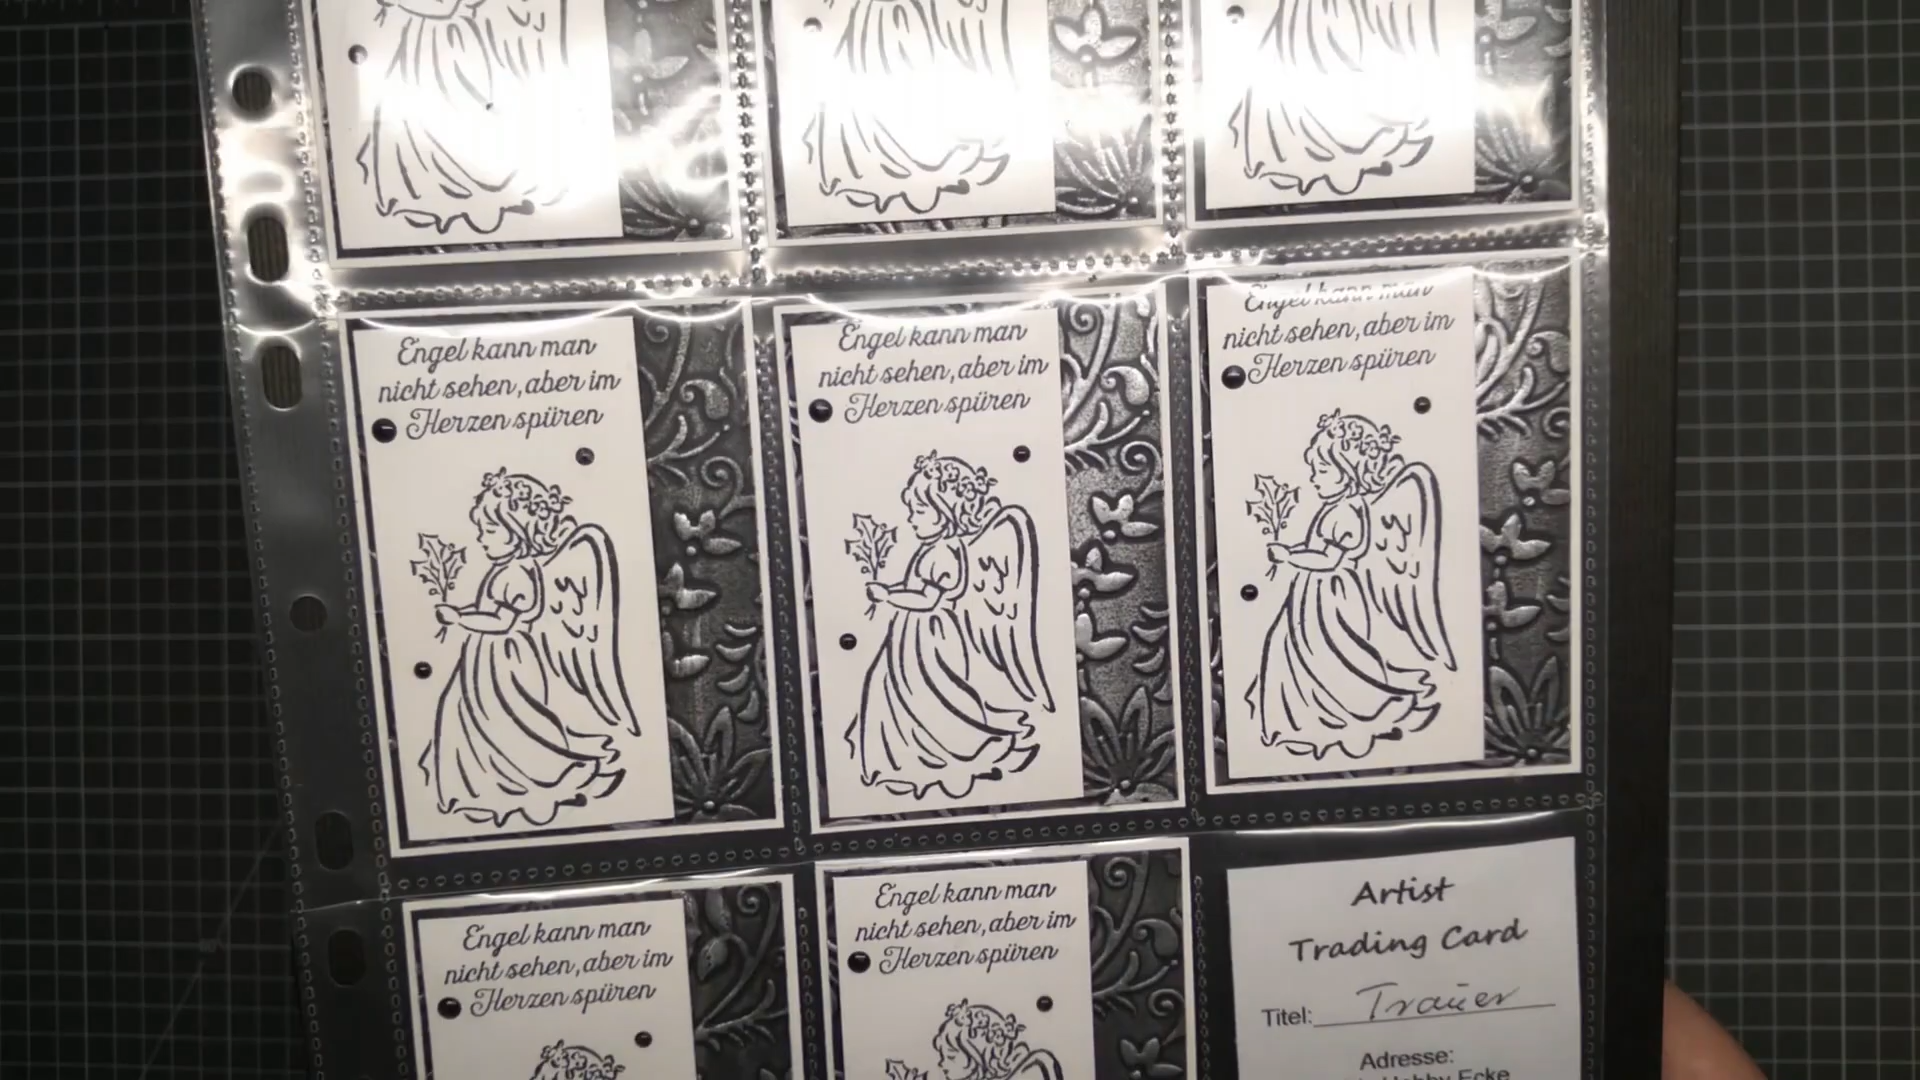 Engel kann man
nicht sehen, aber im
Herzen spüren
Engel kann man
nicht sehen, aber im
Herzen spüren
Engel kann man
nicht sehen, aber im
Herzen spüren
Engel kann man
nicht sehen, aber im
Herzen spüren
Engel kann man
nicht sehen, aber im
Herzen spüren
Artist
Trading Card
Titel: Trauer
Adresse:
Hobby Ecke